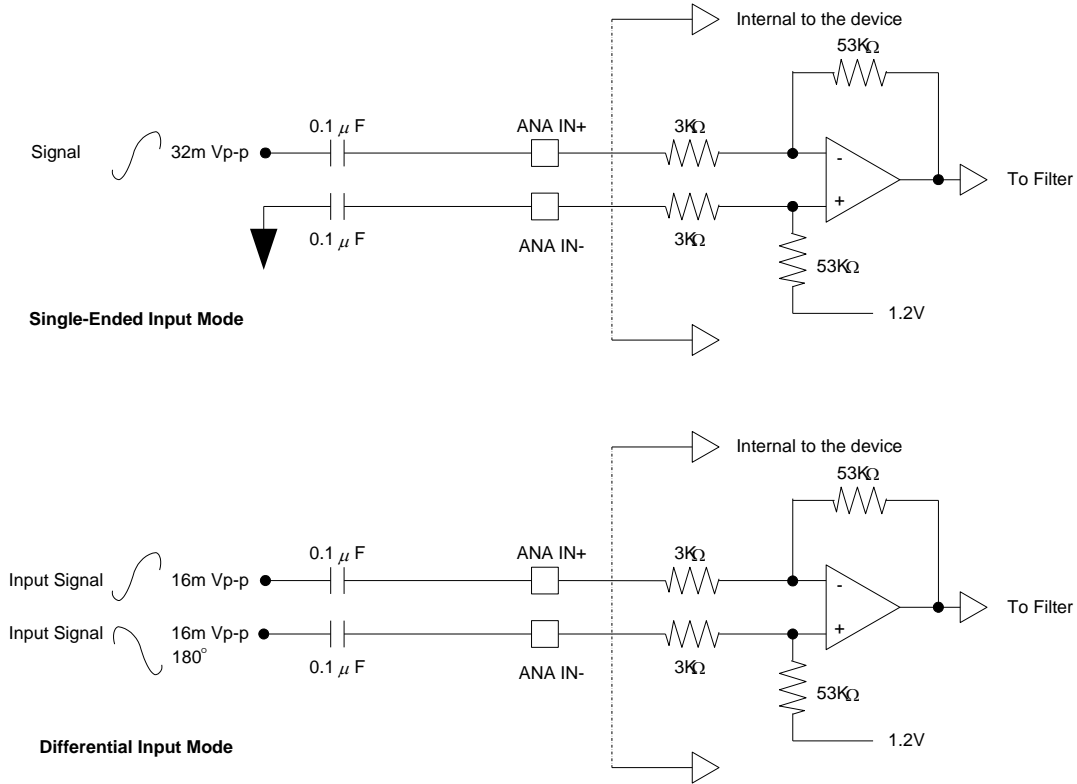 Internal to the device
53KΩ
0.1 μ F
ANA IN+
3KΩ
Signal
32m Vp-p
-
To Filter
+
0.1 μ F
ANA IN-
3KΩ
53KΩ
1.2V
Single-Ended Input Mode
Internal to the device
53KΩ
0.1 μ F
ANA IN+
3KΩ
Input Signal
16m Vp-p
-
To Filter
Input Signal
16m Vp-p
180°
+
0.1 μ F
ANA IN-
3KΩ
53KΩ
1.2V
Differential Input Mode